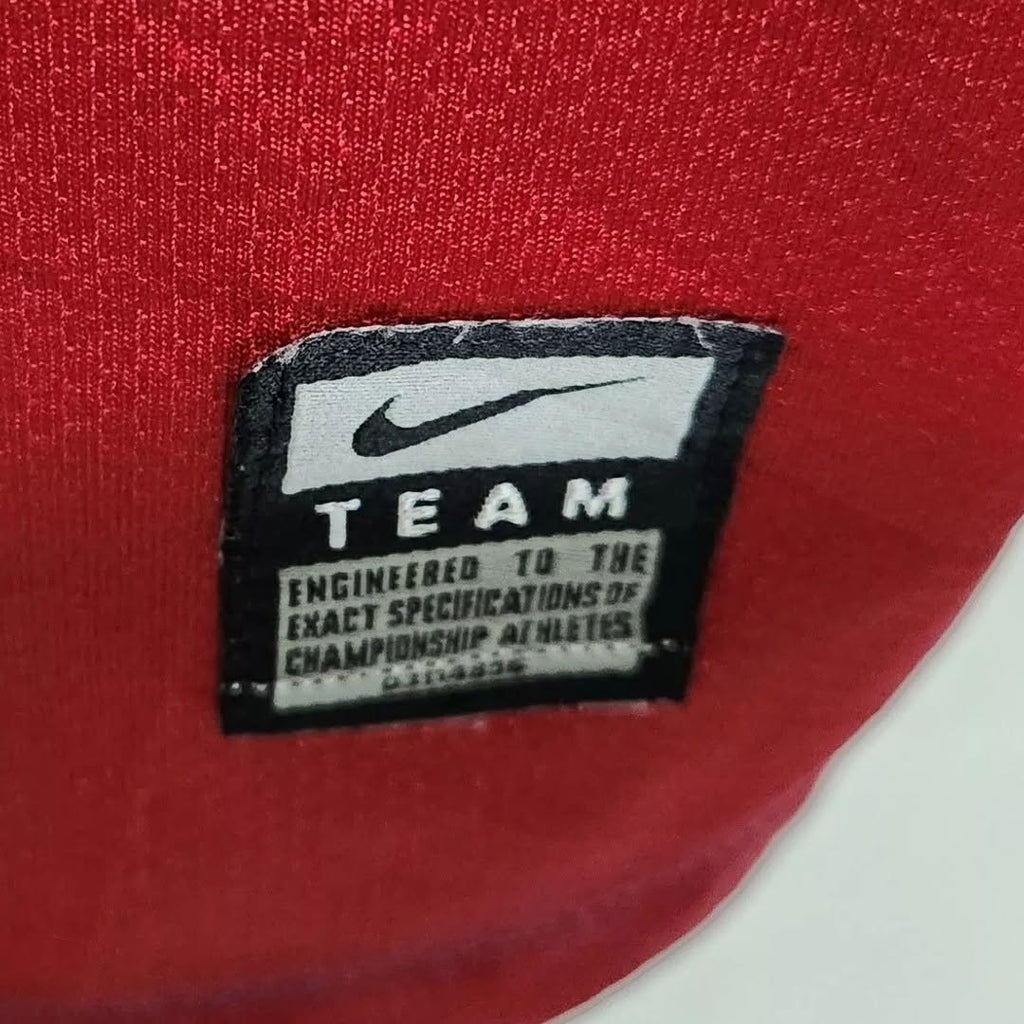 TEAM
ENGINEERED TO THE
EXACT SPECIFICATIONS OF
CHAMPIONSHIP ATHLETES